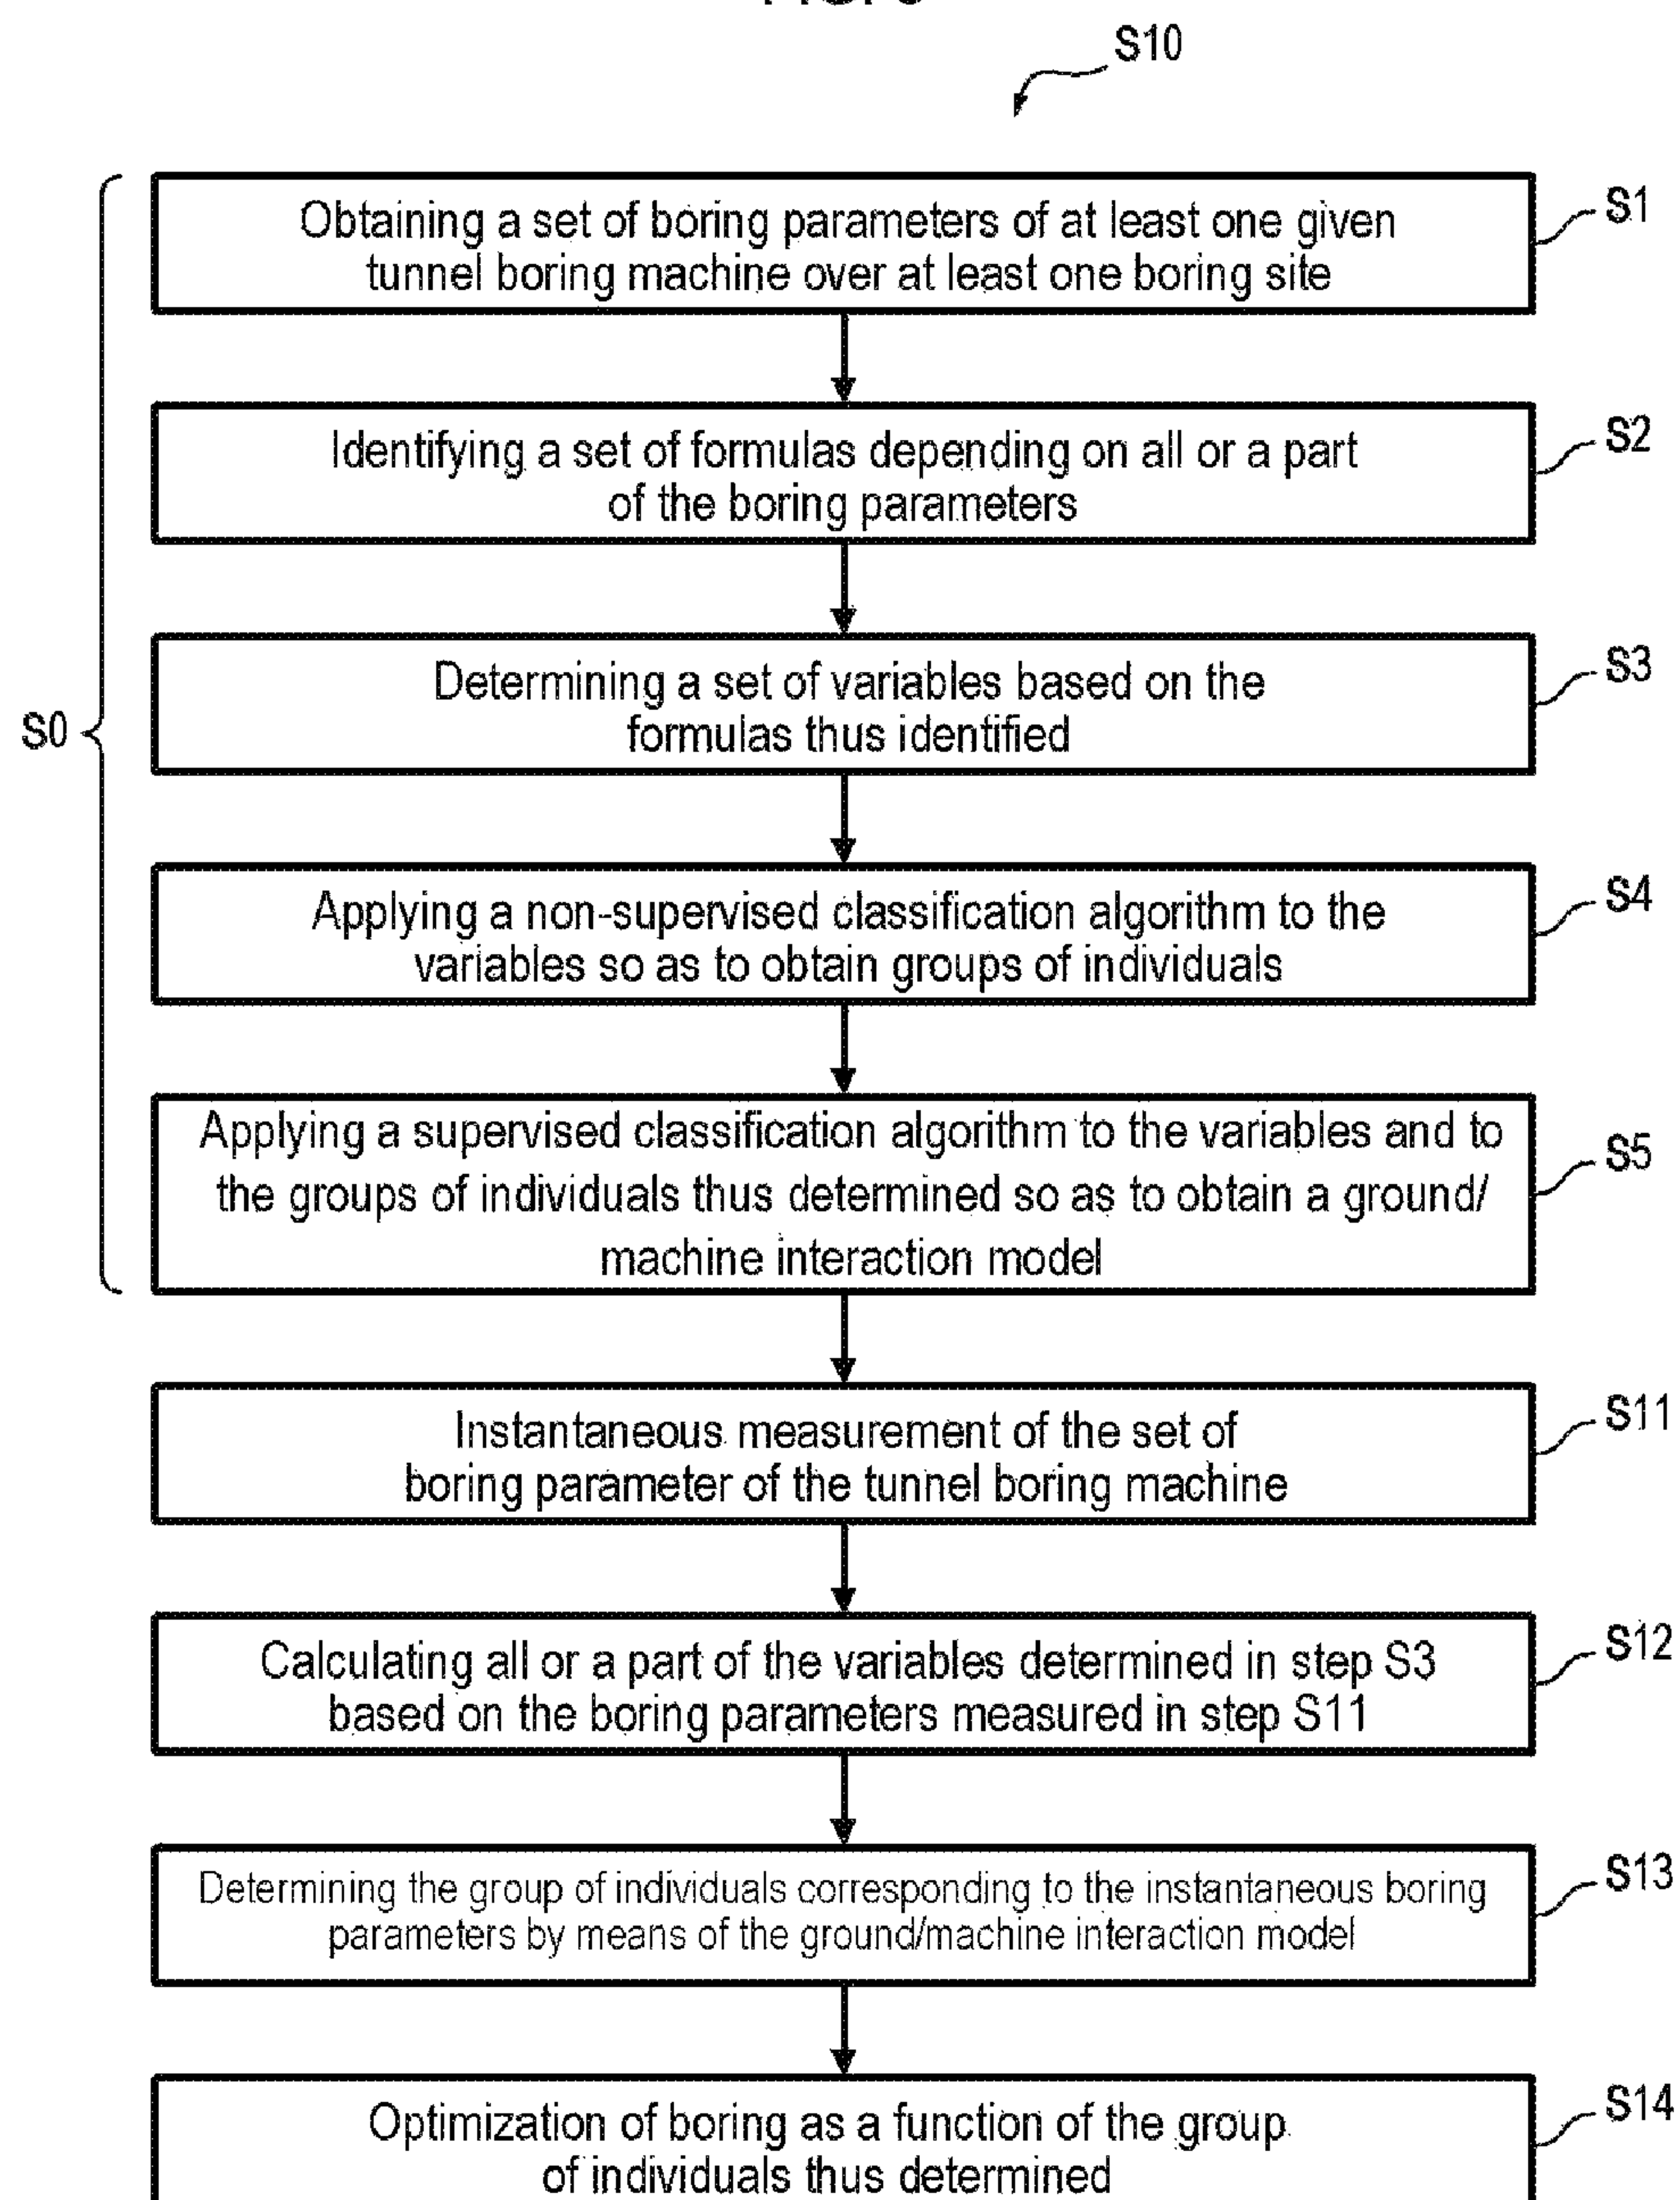 S10
Obtaining a set of boring parameters of at least one given
tunnel boring machine over at least one boring site
S1
Identifying a set of formulas depending on all or a part
of the boring parameters
S2
Determining a set of variables based on the
formulas thus identified
S3
S0
Applying a non-supervised classification algorithm to the
variables so as to obtain groups of individuals
S4
Applying a supervised classification algorithm to the variables and to
the groups of individuals thus determined so as to obtain a ground/
machine interaction model
S5
Instantaneous measurement of the set of
boring parameter of the tunnel boring machine
S11
Calculating all or a part of the variables determined in step S3
based on the boring parameters measured in step S11
S12
Determining the group of individuals corresponding to the instantaneous boring
parameters by means of the ground/machine interaction model
S13
Optimization of boring as a function of the group
of individuals thus determined
S14